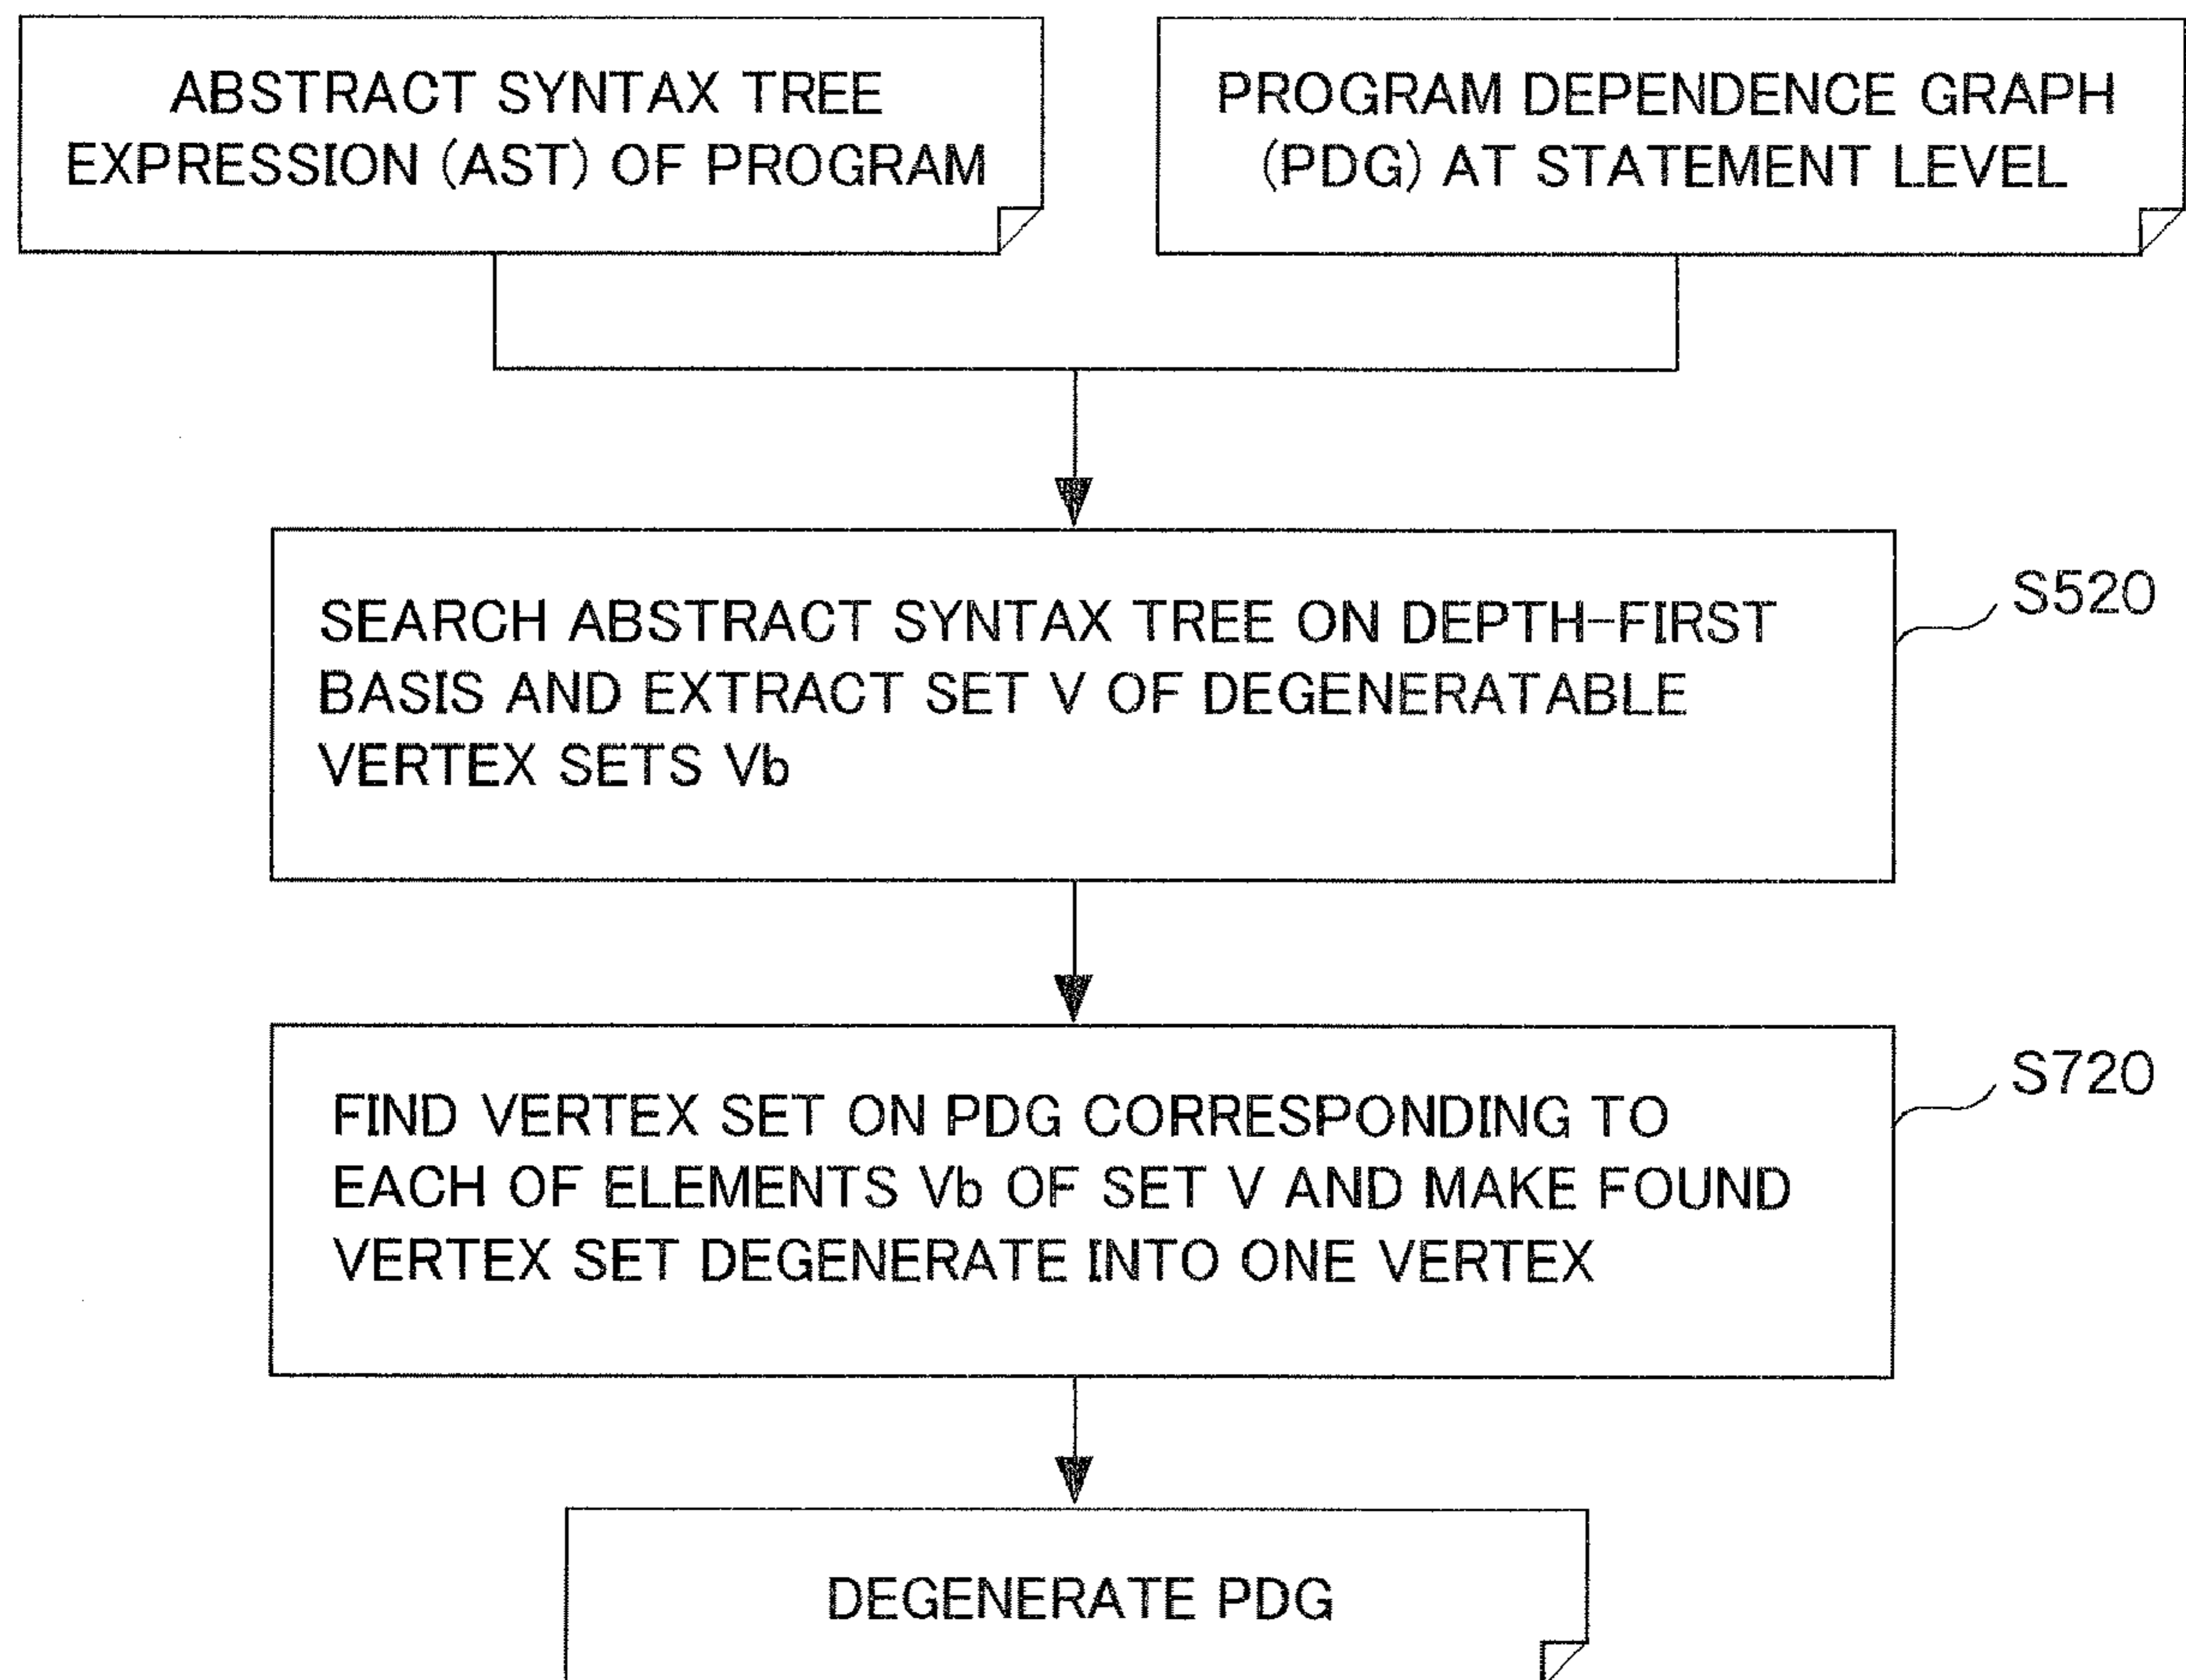 ABSTRACT SYNTAX TREE
EXPRESSION (AST) OF PROGRAM
PROGRAM DEPENDENCE GRAPH
(PDG) AT STATEMENT LEVEL
SEARCH ABSTRACT SYNTAX TREE ON DEPTH-FIRST
BASIS AND EXTRACT SET V OF DEGENERATABLE
VERTEX SETS Vb
S520
FIND VERTEX SET ON PDG CORRESPONDING TO
EACH OF ELEMENTS Vb OF SET V AND MAKE FOUND
VERTEX SET DEGENERATE INTO ONE VERTEX
S720
DEGENERATE PDG